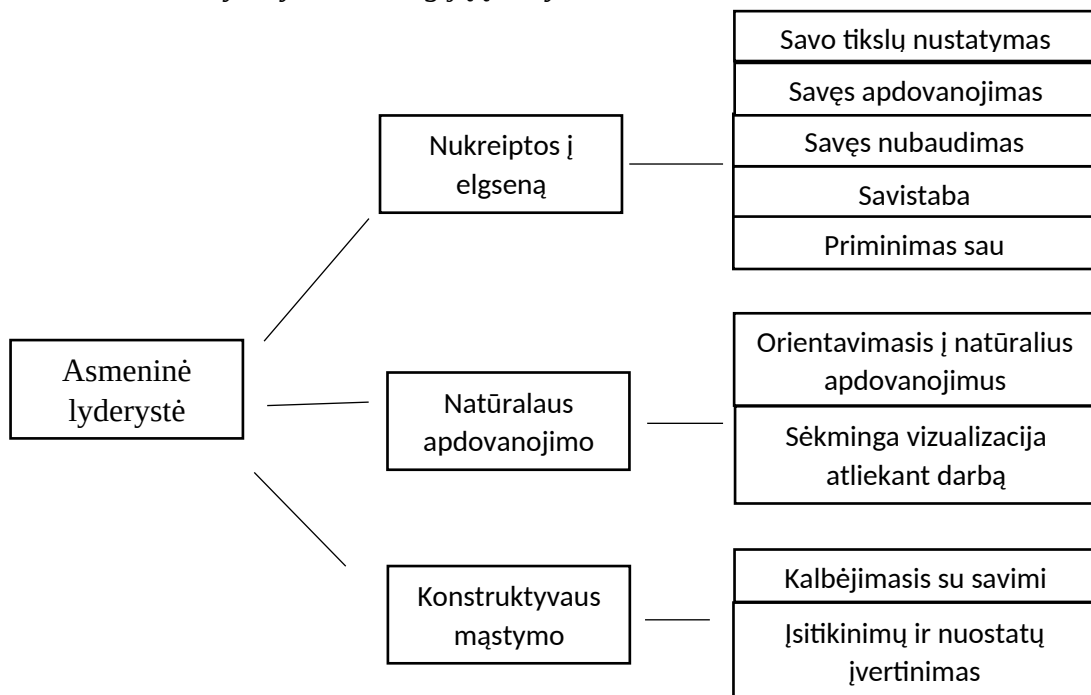 Savo tikslų nustatymas
Savęs apdovanojimas
Nukreiptos į
elgseną
Savęs nubaudimas
Savistaba
Priminimas sau
Asmeninė
lyderystė
Natūralaus
apdovanojimo
Orientavimasis į natūralius
apdovanojimus
Sėkminga vizualizacija
atliekant darbą
Konstruktyvaus
mąstymo
Kalbėjimasis su savimi
Įsitikinimų ir nuostatų
įvertinimas